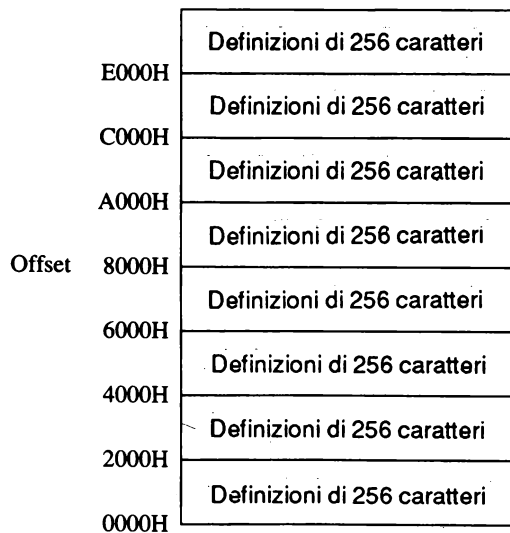 Definizioni di 256 caratteri
E000H
Definizioni di 256 caratteri
C000H
Definizioni di 256 caratteri
A000H
Definizioni di 256 caratteri
Offset 8000H
Definizioni di 256 caratteri
6000H
Definizioni di 256 caratteri
4000H
Definizioni di 256 caratteri
2000H
Definizioni di 256 caratteri
0000H